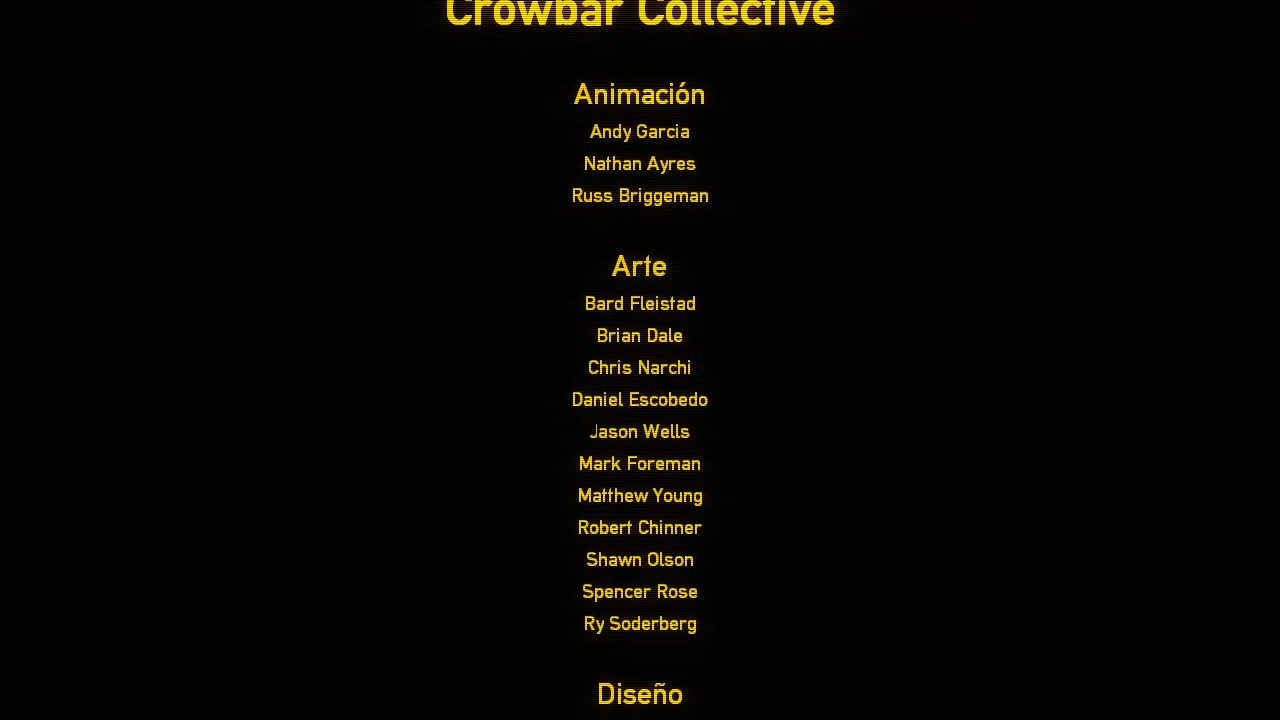 Crowbar Collective
Animación
Andy Garcia
Nathan Ayres
Russ Briggeman
Arte
Bard Fleistad
Brian Dale
Chris Narchi
Daniel Escobedo
Jason Wells
Mark Foreman
Matthew Young
Robert Chinner
Shawn Olson
Spencer Rose
Ry Soderberg
Diseño